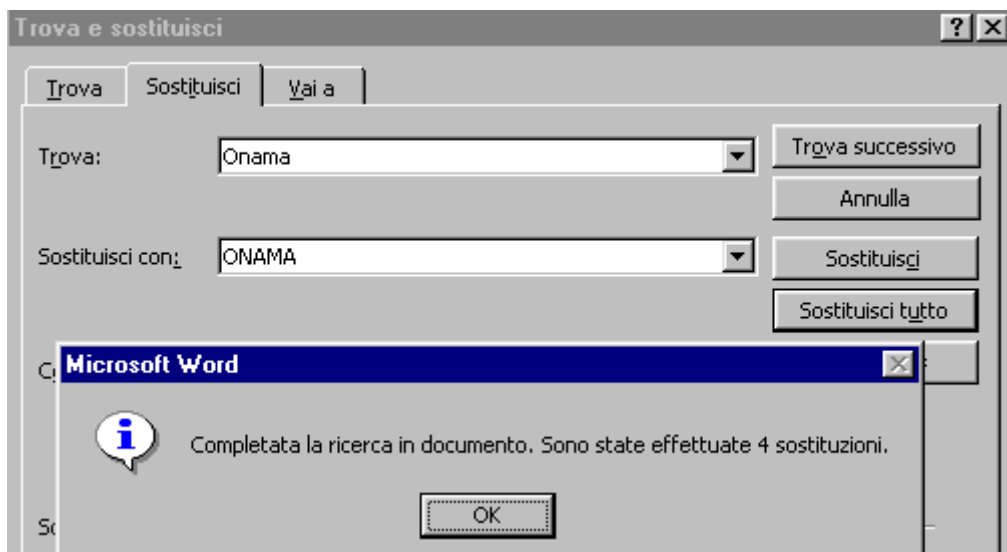 Trova e sostituisci
Trova Sostituisci Vai a
Trova: Onama Trova successivo
Annulla
Sostituisci con: ONAMA Sostituisci
Sostituisci tutto
Microsoft Word
Completata la ricerca in documento. Sono state effettuate 4 sostituzioni.
OK